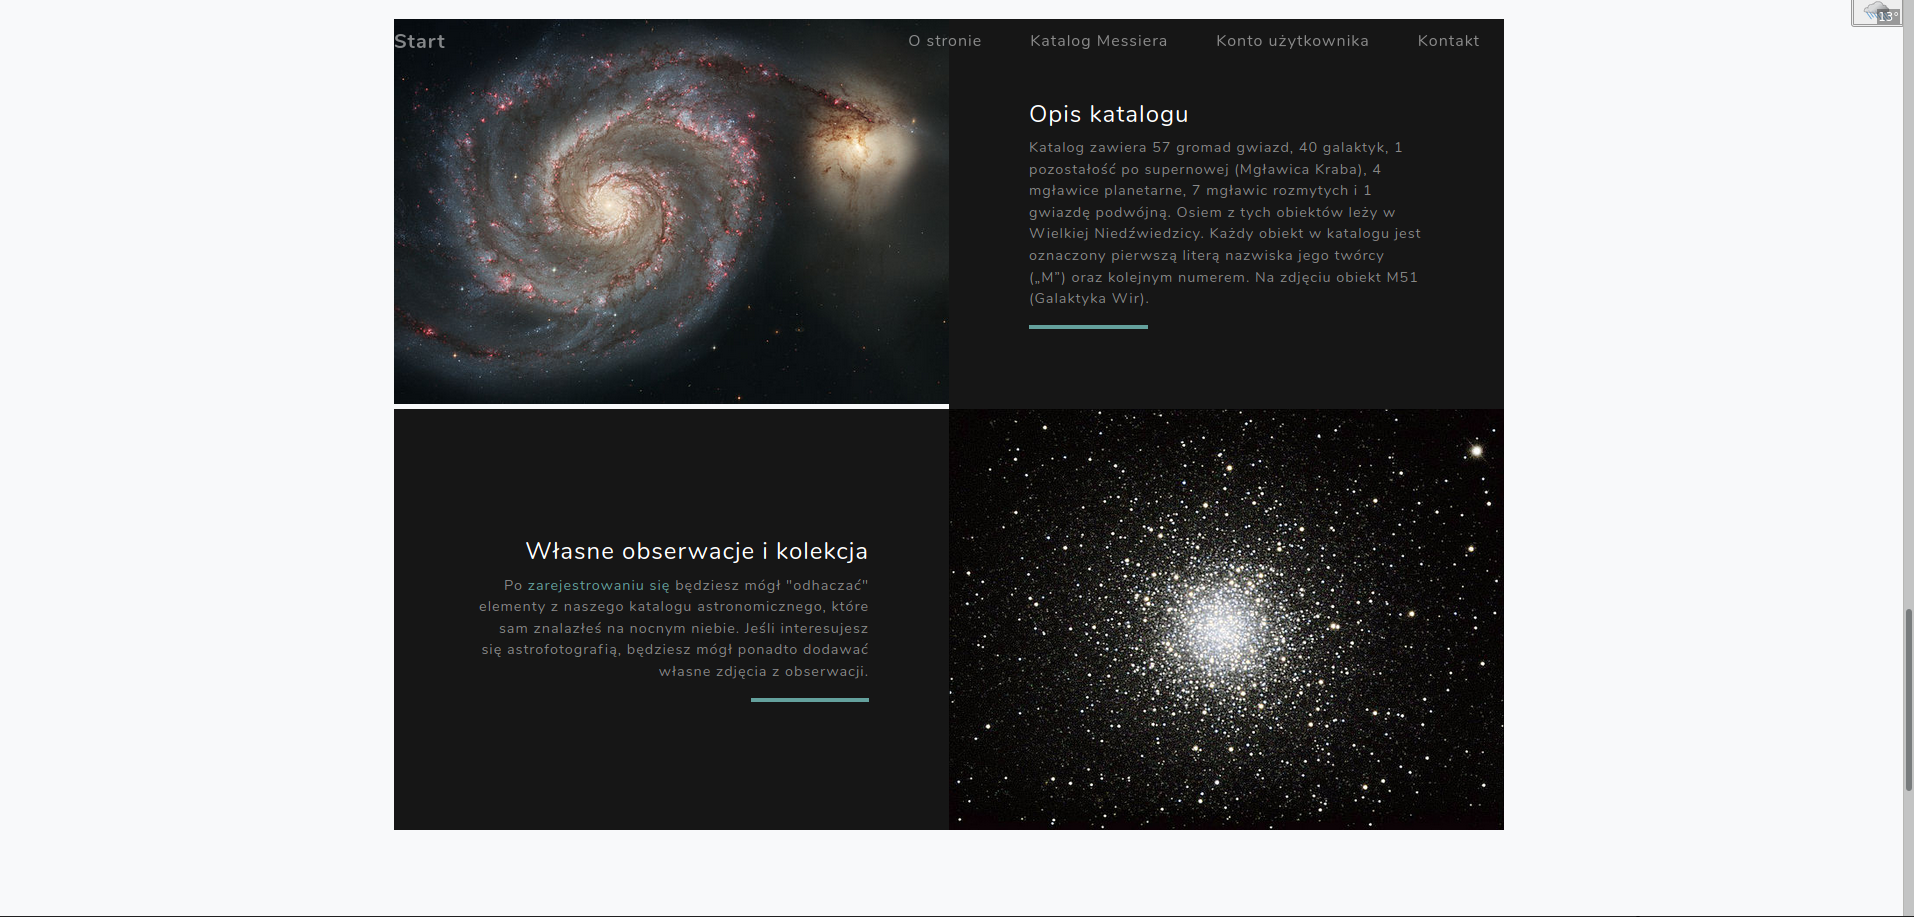 13°
Start
O stronie
Katalog Messiera
Konto użytkownika
Kontakt
Opis katalogu
Katalog zawiera 57 gromad gwiazd, 40 galaktyk, 1
pozostałość po supernowej (Mgławica Kraba), 4
mgławice planetarne, 7 mgławic rozmytych i 1
gwiazdę podwójną. Osiem z tych obiektów leży w
Wielkiej Niedźwiedzicy. Każdy obiekt w katalogu jest
oznaczony pierwszą literą nazwiska jego twórcy
(„M”) oraz kolejnym numerem. Na zdjęciu obiekt M51
(Galaktyka Wir).
Własne obserwacje i kolekcja
Po zarejestrowaniu się będziesz mógł "odhaczać"
elementy z naszego katalogu astronomicznego, które
sam znalazłeś na nocnym niebie. Jeśli interesujesz
się astrofotografią, będziesz mógł ponadto dodawać
własne zdjęcia z obserwacji.